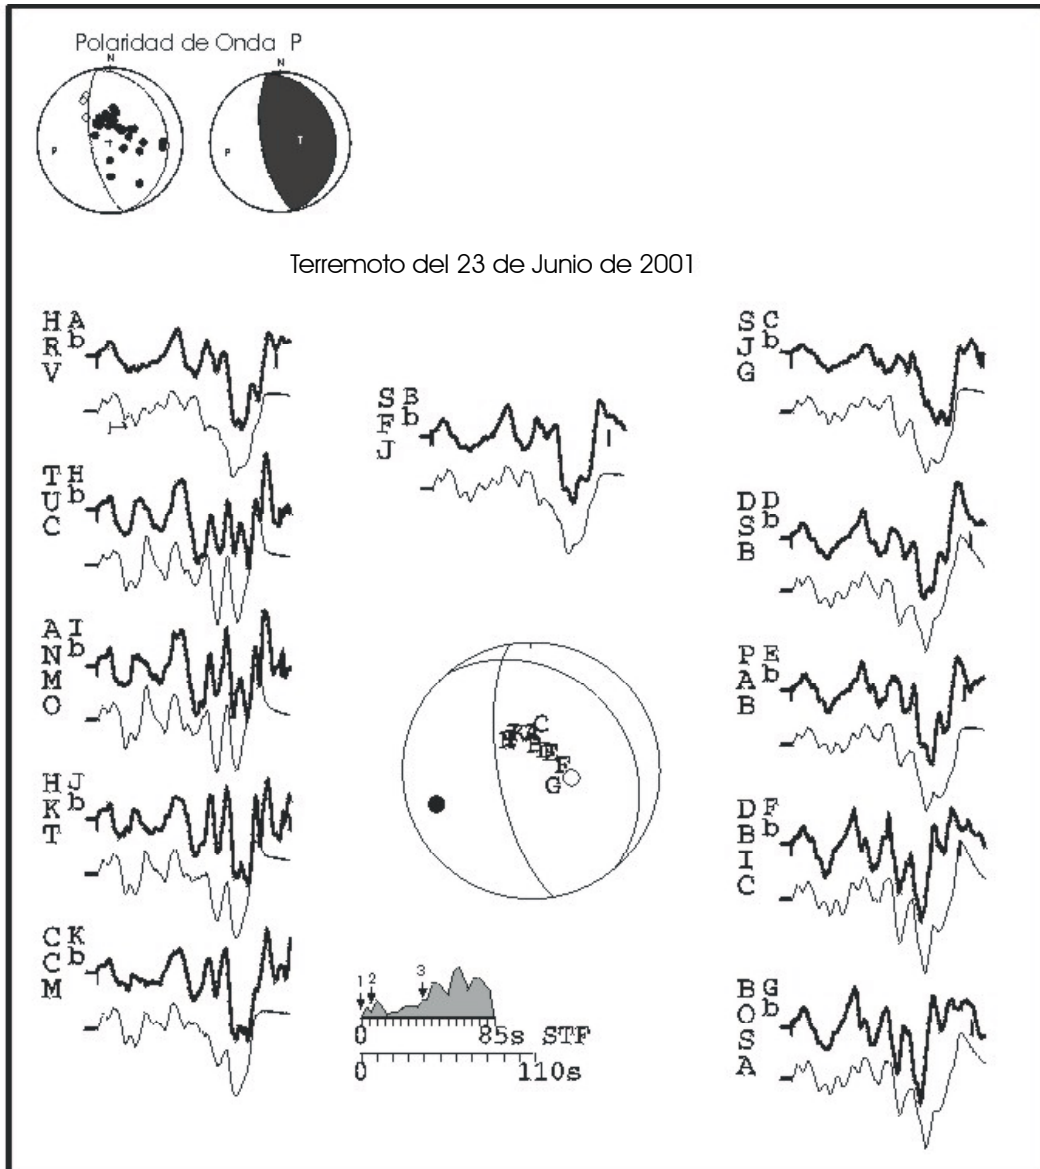 Polaridad de Onda P
N
N
P
T
P
T
Terremoto del 23 de Junio de 2001
HRV
A
b
SFJ
B
b
SJG
C
b
TUC
H
b
DSB
D
b
ANMO
I
b
PAB
E
b
HKT
J
b
DBIC
F
b
CCM
K
b
BOSA
G
b
C
F
G
1
2
3
0
85s STF
0
110s